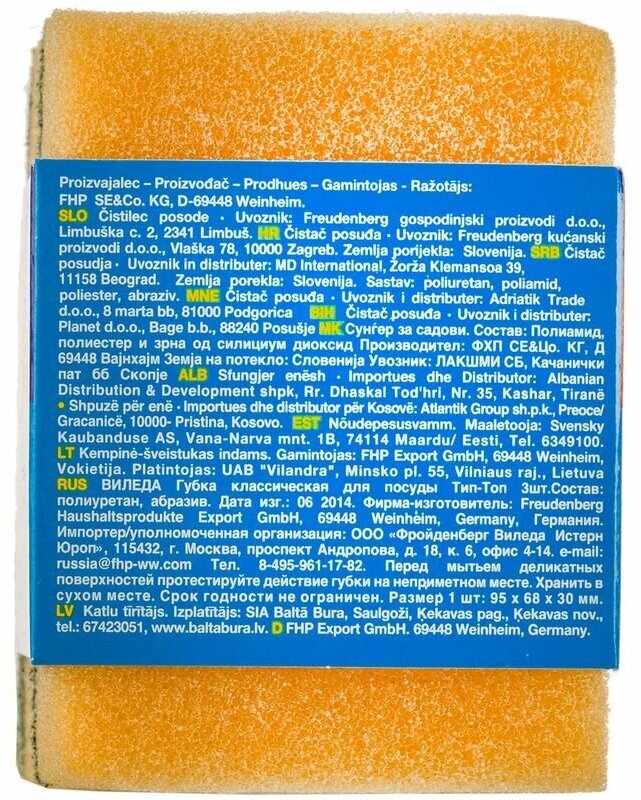 Proizvajalec – Proizvođač – Prodhues – Gamintojas - Ražotājs:
FHP SE&Co. KG, D-69448 Weinheim.
SLO Čistilec posode · Uvoznik: Freudenberg gospodinjski proizvodi d.o.o.,
Limbuška c. 2, 2341 Limbuš. HR Čistač posuđa · Uvoznik: Freudenberg kućanski
proizvodi d.o.o., Vlaška 78, 10000 Zagreb. Zemlja porijekla: Slovenija. SRB Čistač
posudja · Uvoznik in distributer: MD International, Žorža Klemansoa 39,
11158 Beograd. Zemlja porekla: Slovenija. Sastav: poliuretan, poliamid,
poliester, abraziv. MNE Čistač posuđa · Uvoznik i distributer: Adriatik Trade
d.o.o., 8 marta bb, 81000 Podgorica BIH Čistač posuđa · Uvoznik i distributer:
Planet d.o.o., Bage b.b., 88240 Posušje MK Сунѓер за садови. Состав: Полиамид,
полиестер и зрна од силициум диоксид Производител: ФХП СЕ&Цо. КГ, Д
69448 Вајнхајм Земја на потекло: Словенија Увозник: ЛАКШМИ СБ, Качанички
пат бб Скопје ALB Sfungjer enësh · Importues dhe Distributor: Albanian
Distribution & Development shpk, Rr. Dhaskal Tod'hri, Nr. 35, Kashar, Tiranë
• Shpuzë për enë · Importues dhe distributor për Kosovë: Atlantik Group sh.p.k., Preoce/
Gracanicë, 10000- Pristina, Kosovo. EST Nõudepesusvamm. Maaletooja: Svensky
Kaubanduse AS, Vana-Narva mnt. 1B, 74114 Maardu/ Eesti, Tel. 6349100.
LT Kempinė-šveistukas indams. Gamintojas: FHP Export GmbH, 69448 Weinheim,
Vokietija. Platintojas: UAB "Vilandra", Minsko pl. 55, Vilniaus raj., Lietuva
RUS ВИЛЕДА Губка классическая для посуды Тип-Топ 3шт.Состав:
полиуретан, абразив. Дата изг.: 06 2014. Фирма-изготовитель: Freudenberg
Haushaltsprodukte Export GmbH, 69448 Weinheim, Germany, Германия.
Импортер/уполномоченная организация: ООО «Фройденберг Виледа Истерн
Юроп», 115432, г. Москва, проспект Андропова, д. 18, к. 6, офис 4-14. e-mail:
russia@fhp-ww.com Тел. 8-495-961-17-82. Перед мытьем деликатных
поверхностей протестируйте действие губки на неприметном месте. Хранить в
сухом месте. Срок годности не ограничен. Размер 1 шт: 95 x 68 x 30 мм.
LV Katlu tīrītājs. Izplatītājs: SIA Baltā Bura, Saulgoži, Ķekavas pag., Ķekavas nov.,
tel.: 67423051, www.baltabura.lv. D FHP Export GmbH. 69448 Weinheim, Germany.